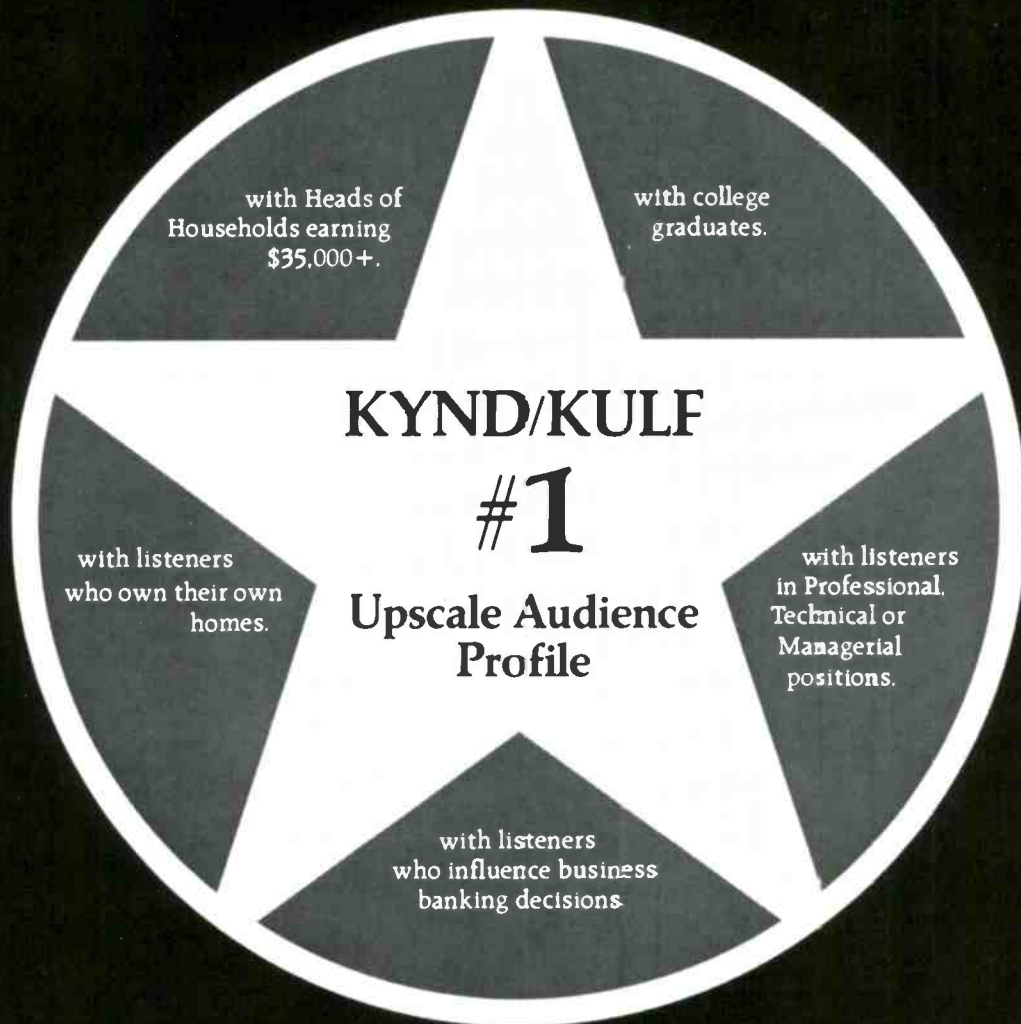 with Heads of
Households earning
$35,000+.
with college
graduates.
KYND/KULF
#1
Upscale Audience
Profile
with listeners
who own their own
homes.
with listeners
in Professional,
Technical or
Managerial
positions.
with listeners
who influence business
banking decisions.